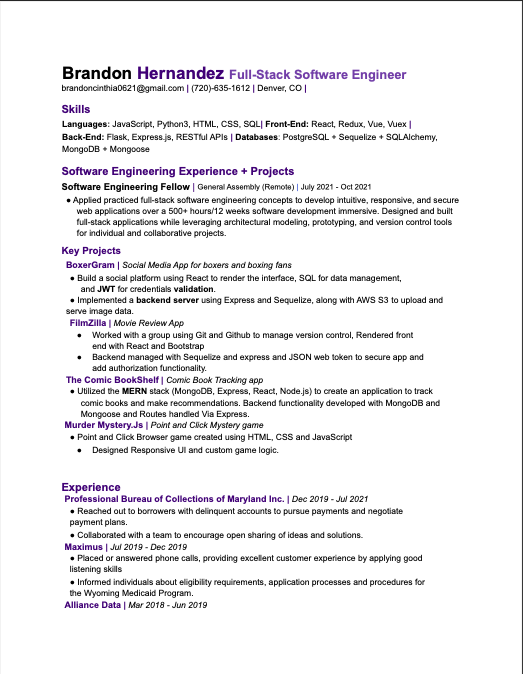 Brandon Hernandez Full-Stack Software Engineer
brandoncinthia0621@gmail.com | (720)-635-1612 | Denver, CO |
Skills
Languages: JavaScript, Python3, HTML, CSS, SQL| Front-End: React, Redux, Vue, Vuex |
Back-End: Flask, Express.js, RESTful APIs | Databases: PostgreSQL + Sequelize + SQLAlchemy,
MongoDB + Mongoose
Software Engineering Experience + Projects
Software Engineering Fellow | General Assembly (Remote) | July 2021 - Oct 2021
● Applied practiced full-stack software engineering concepts to develop intuitive, responsive, and secure
web applications over a 500+ hours/12 weeks software development immersive. Designed and built
full-stack applications while leveraging architectural modeling, prototyping, and version control tools
for individual and collaborative projects.
Key Projects
BoxerGram | Social Media App for boxers and boxing fans
● Build a social platform using React to render the interface, SQL for data management,
and JWT for credentials validation.
● Implemented a backend server using Express and Sequelize, along with AWS S3 to upload and
serve image data.
FilmZilla | Movie Review App
● Worked with a group using Git and Github to manage version control, Rendered front
end with React and Bootstrap
● Backend managed with Sequelize and express and JSON web token to secure app and
add authorization functionality.
The Comic BookShelf | Comic Book Tracking app
● Utilized the MERN stack (MongoDB, Express, React, Node.js) to create an application to track
comic books and make recommendations. Backend functionality developed with MongoDB and
Mongoose and Routes handled Via Express.
Murder Mystery.Js | Point and Click Mystery game
● Point and Click Browser game created using HTML, CSS and JavaScript
● Designed Responsive UI and custom game logic.
Experience
Professional Bureau of Collections of Maryland Inc. | Dec 2019 - Jul 2021
● Reached out to borrowers with delinquent accounts to pursue payments and negotiate
payment plans.
● Collaborated with a team to encourage open sharing of ideas and solutions.
Maximus | Jul 2019 - Dec 2019
● Placed or answered phone calls, providing excellent customer experience by applying good
listening skills
● Informed individuals about eligibility requirements, application processes and procedures for
the Wyoming Medicaid Program.
Alliance Data | Mar 2018 - Jun 2019